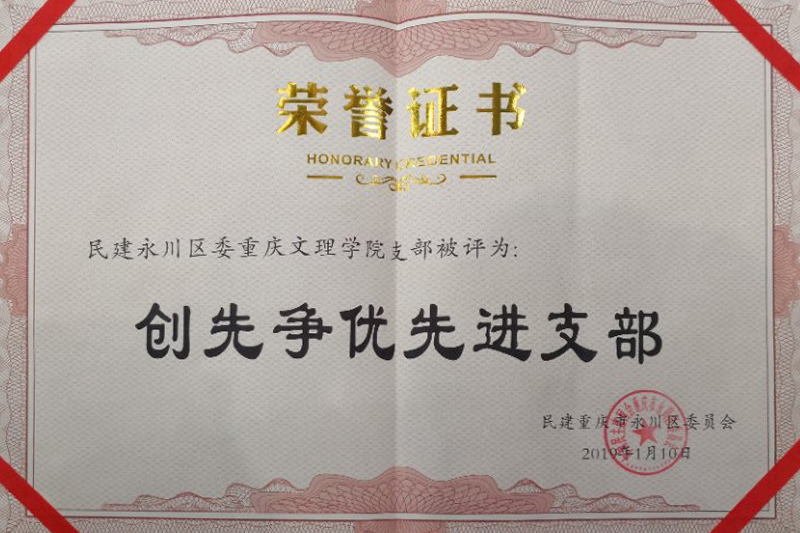 荣誉证书
HONORARY CREDENTIAL
民建永川区委重庆文理学院支部被评为:
创先争优先进支部
民建重庆市永川区委员会
2019年1月10日